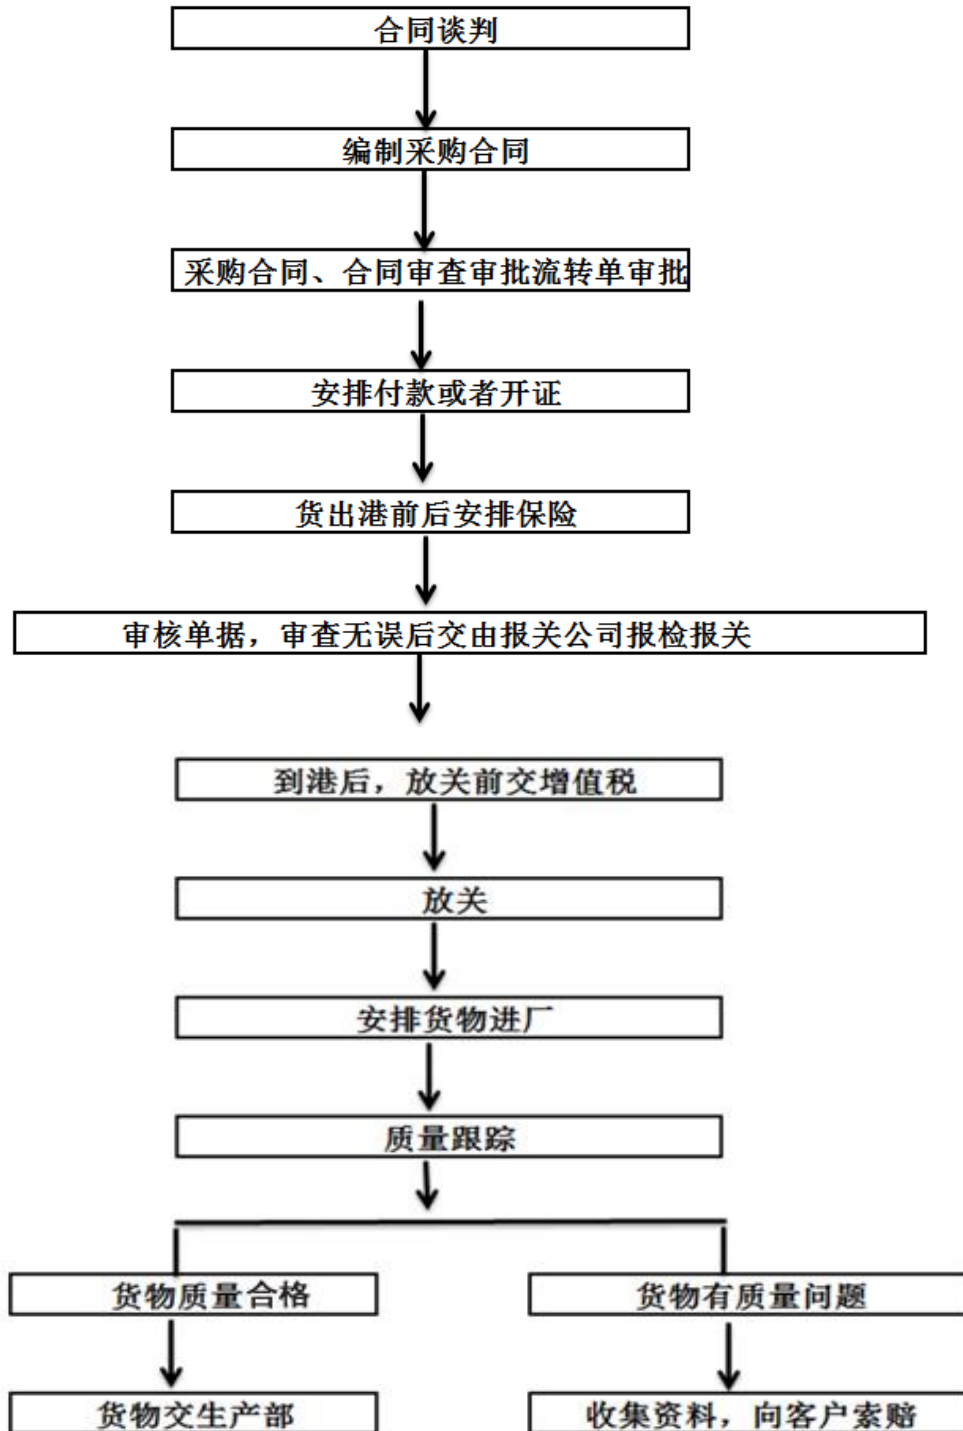 合同谈判
编制采购合同
采购合同、合同审查审批流转单审批
安排付款或者开证
货出港前后安排保险
审核单据，审查无误后交由报关公司报检报关
到港后，放关前交增值税
放关
安排货物进厂
质量跟踪
货物质量合格
货物有质量问题
货物交生产部
收集资料，向客户索赔